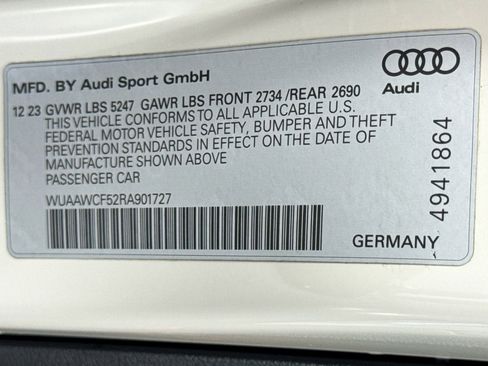 MFD. BY Audi Sport GmbH
Audi
12 23 GVWR LBS 5247 GAWR LBS FRONT 2734 /REAR 2690
THIS VEHICLE CONFORMS TO ALL APPLICABLE U.S.
FEDERAL MOTOR VEHICLE SAFETY, BUMPER AND THEFT
PREVENTION STANDARDS IN EFFECT ON THE DATE OF
MANUFACTURE SHOWN ABOVE
PASSENGER CAR
WUAAWCF52RA901727
4941864
GERMANY